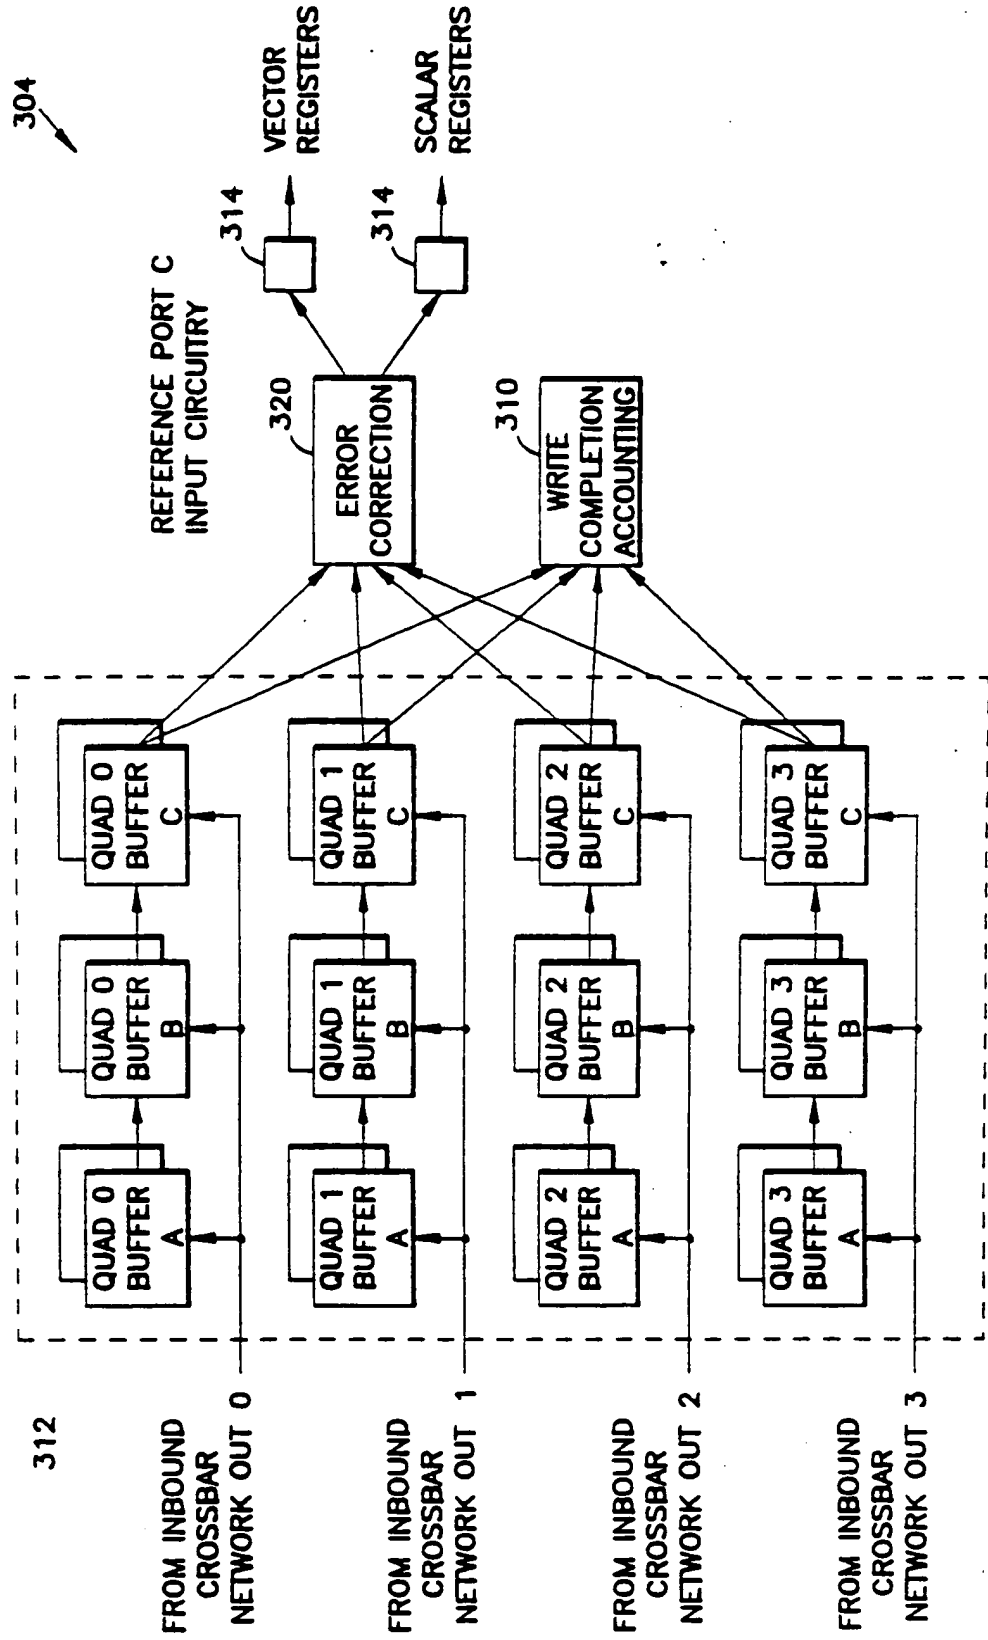 304
REFERENCE PORT C
INPUT CIRCUITRY
312
FROM INBOUND
CROSSBAR
NETWORK OUT 0
QUAD 0
BUFFER
A
QUAD 0
BUFFER
B
QUAD 0
BUFFER
C
FROM INBOUND
CROSSBAR
NETWORK OUT 1
QUAD 1
BUFFER
A
QUAD 1
BUFFER
B
QUAD 1
BUFFER
C
FROM INBOUND
CROSSBAR
NETWORK OUT 2
QUAD 2
BUFFER
A
QUAD 2
BUFFER
B
QUAD 2
BUFFER
C
FROM INBOUND
CROSSBAR
NETWORK OUT 3
QUAD 3
BUFFER
A
QUAD 3
BUFFER
B
QUAD 3
BUFFER
C
320
ERROR
CORRECTION
310
WRITE
COMPLETION
ACCOUNTING
314
VECTOR
REGISTERS
314
SCALAR
REGISTERS